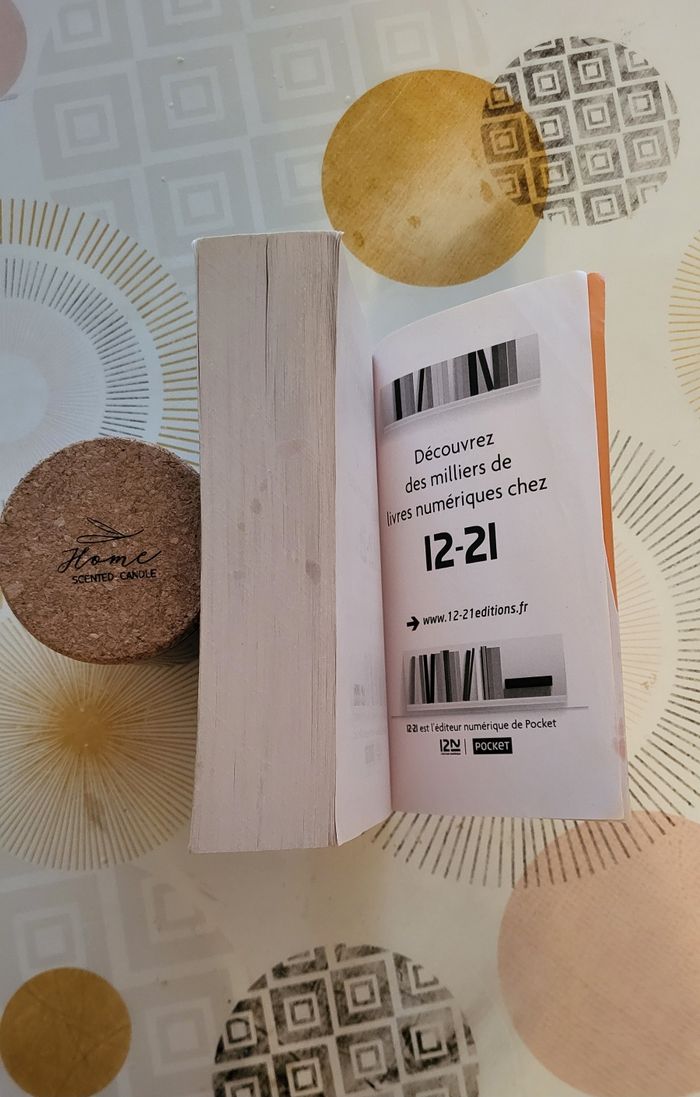 Home
SCENTED CANDLE
Découvrez
des milliers de
livres numériques chez
12-21
www.12-21editions.fr
12-21 est l'éditeur numérique de Pocket
12N POCKET